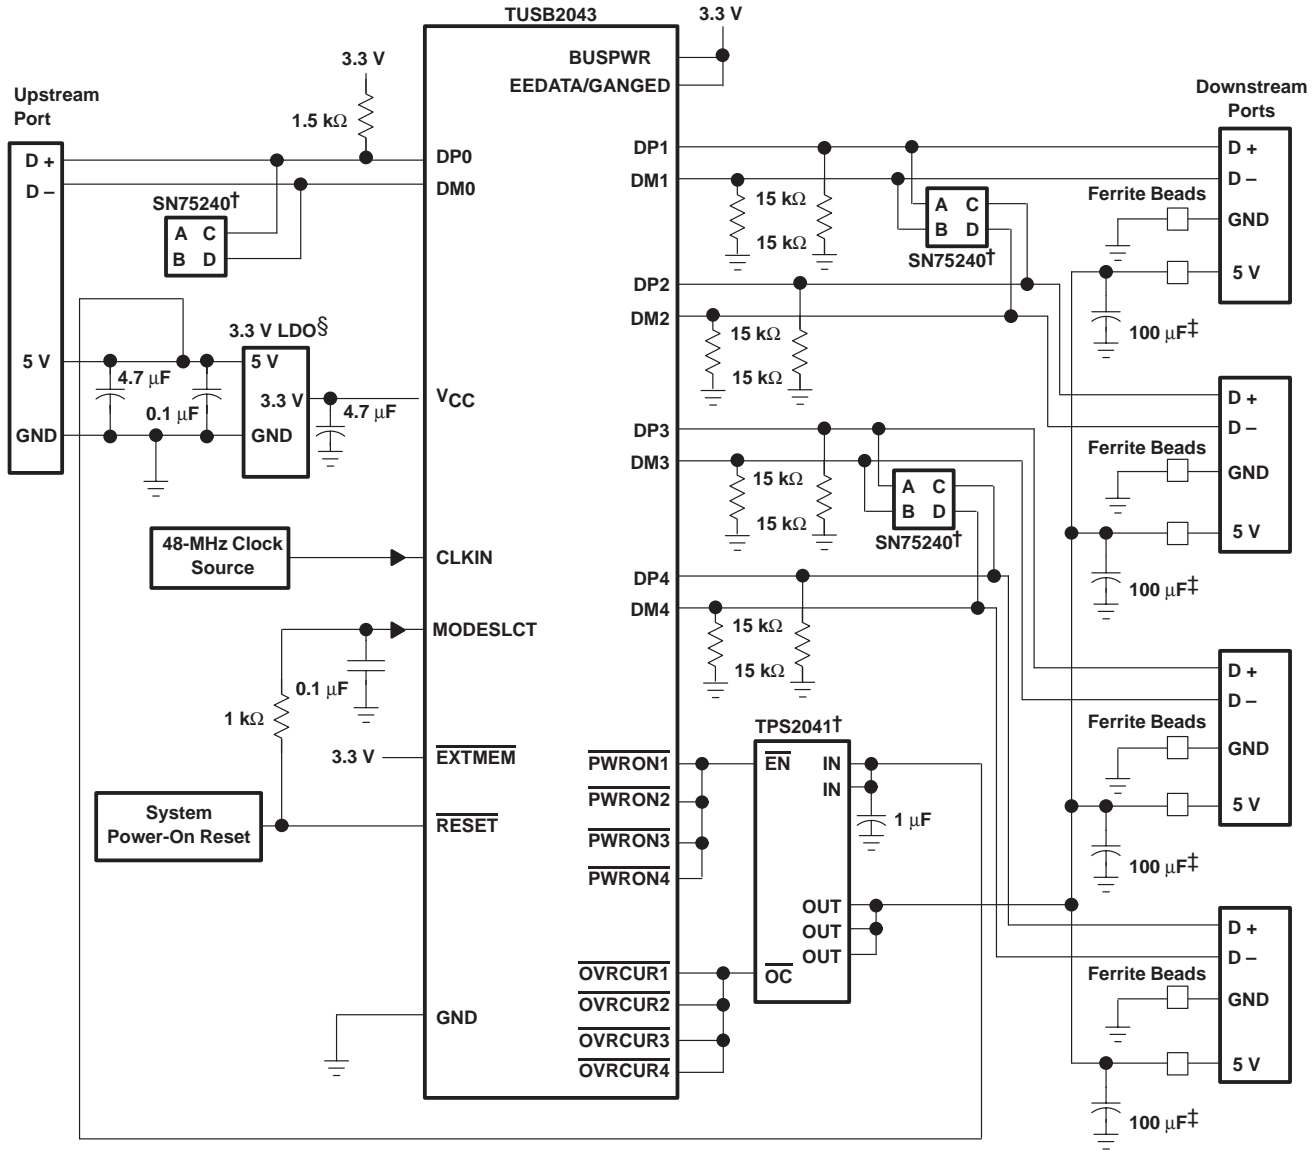 TUSB2043
3.3 V
BUSPWR
EEDATA/GANGED
3.3 V
1.5 kΩ
Upstream
Port
D +
D –
DP0
DM0
SN75240†
A C
B D
3.3 V LDO§
5 V
5 V
4.7 μF
0.1 μF
3.3 V
4.7 μF
VCC
GND
GND
48-MHz Clock
Source
CLKIN
MODESLCT
0.1 μF
1 kΩ
3.3 V
EXTMEM
System
Power-On Reset
RESET
GND
DP1
DM1
15 kΩ
15 kΩ
A C
B D
SN75240†
DP2
DM2
15 kΩ
15 kΩ
DP3
DM3
15 kΩ
15 kΩ
A C
B D
SN75240†
DP4
DM4
15 kΩ
15 kΩ
PWRON1
PWRON2
PWRON3
PWRON4
OVRCUR1
OVRCUR2
OVRCUR3
OVRCUR4
TPS2041†
EN
IN
IN
1 μF
OUT
OUT
OUT
OC
Downstream
Ports
D +
D –
Ferrite Beads
GND
5 V
100 μF‡
D +
D –
Ferrite Beads
GND
5 V
100 μF‡
D +
D –
Ferrite Beads
GND
5 V
100 μF‡
D +
D –
Ferrite Beads
GND
5 V
100 μF‡